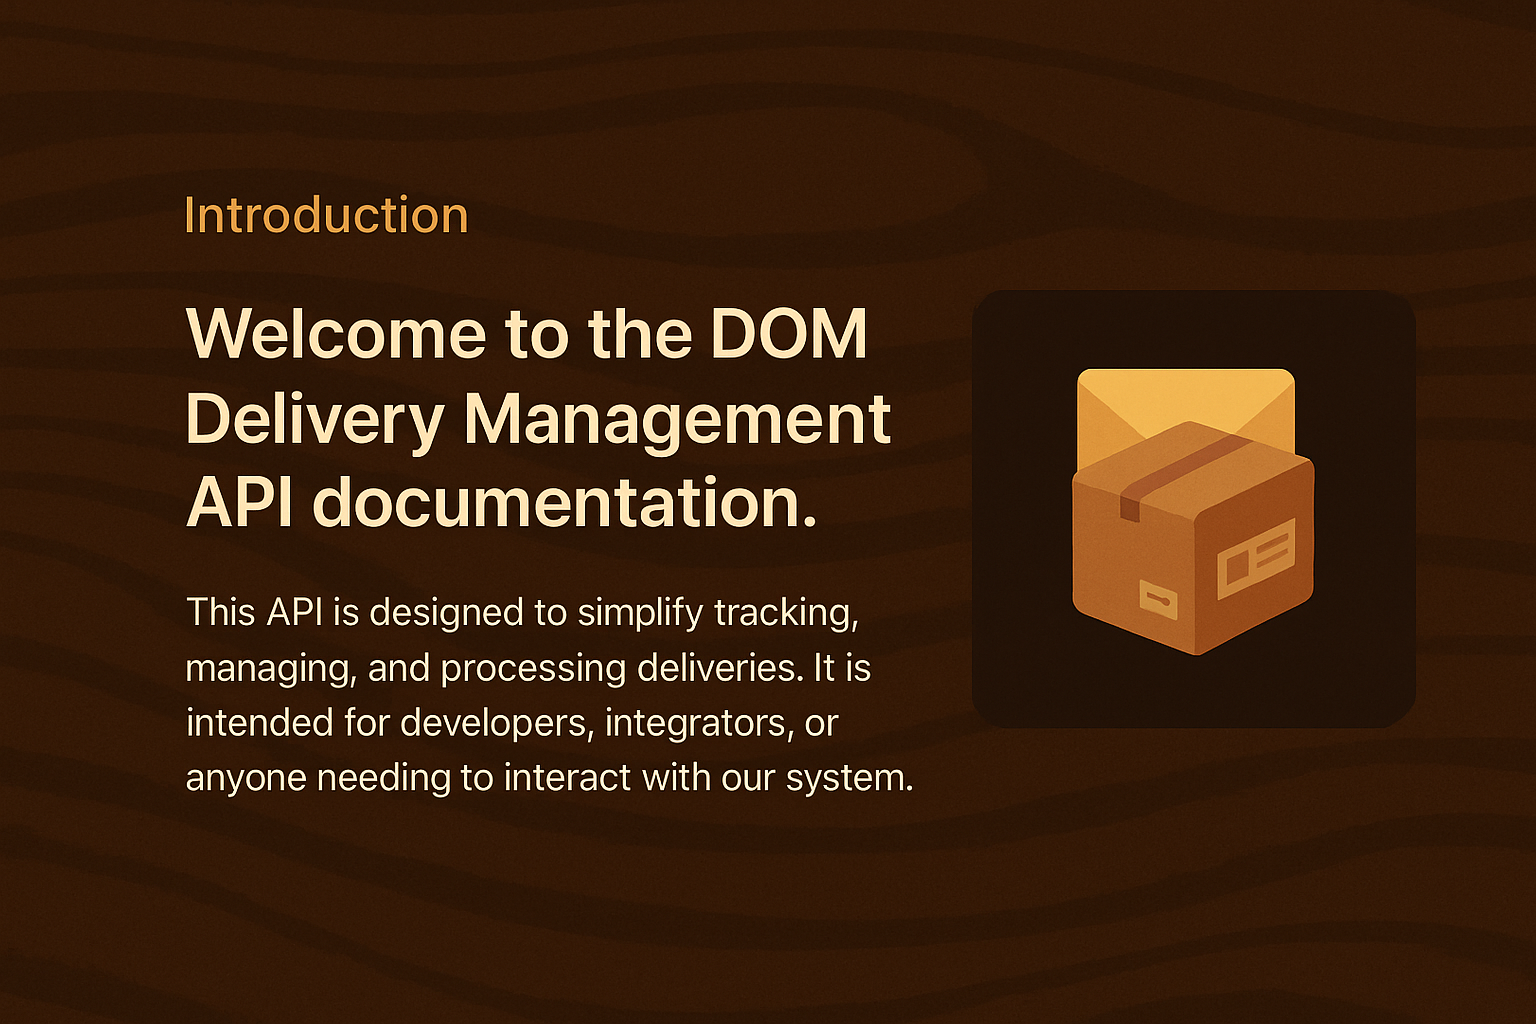 Introduction
Welcome to the DOM
Delivery Management
API documentation.
This API is designed to simplify tracking,
managing, and processing deliveries. It is
intended for developers, integrators, or
anyone needing to interact with our system.